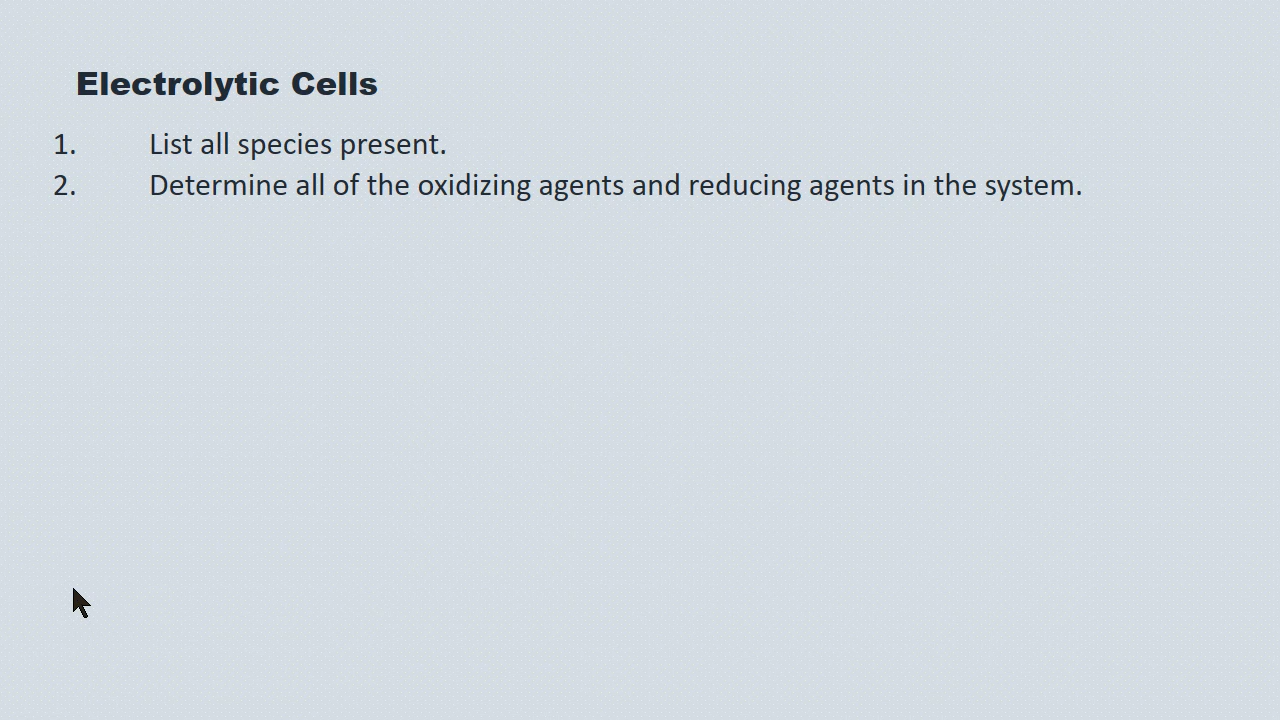 Electrolytic Cells
1. List all species present.
2. Determine all of the oxidizing agents and reducing agents in the system.